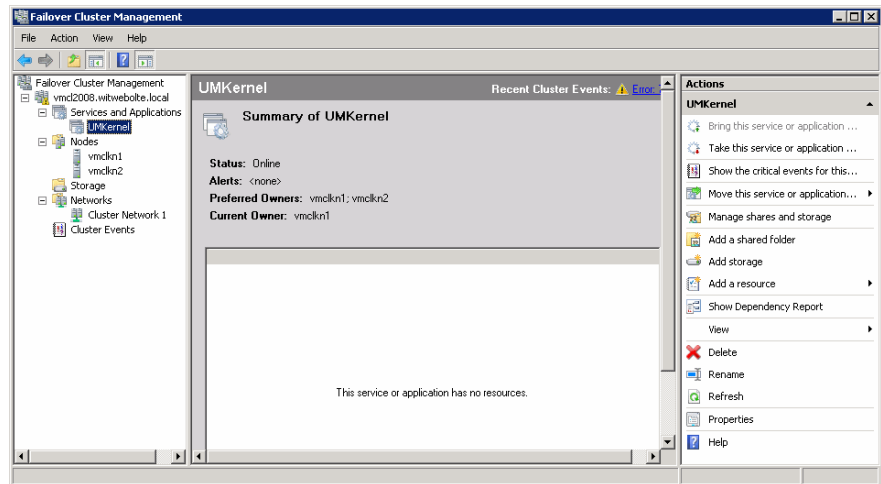 Failover Cluster Management
File Action View Help
Failover Cluster Management
vmcl2008.witwebolte.local
Services and Applications
UMKernel
Nodes
vmclkn1
vmclkn2
Storage
Networks
Cluster Network 1
Cluster Events
UMKernel
Recent Cluster Events: Error:
Summary of UMKernel
Status: Online
Alerts: <none>
Preferred Owners: vmclkn1; vmclkn2
Current Owner: vmclkn1
This service or application has no resources.
Actions
UMKernel
Bring this service or application ...
Take this service or application ...
Show the critical events for this...
Move this service or application...
Manage shares and storage
Add a shared folder
Add storage
Add a resource
Show Dependency Report
View
Delete
Rename
Refresh
Properties
Help